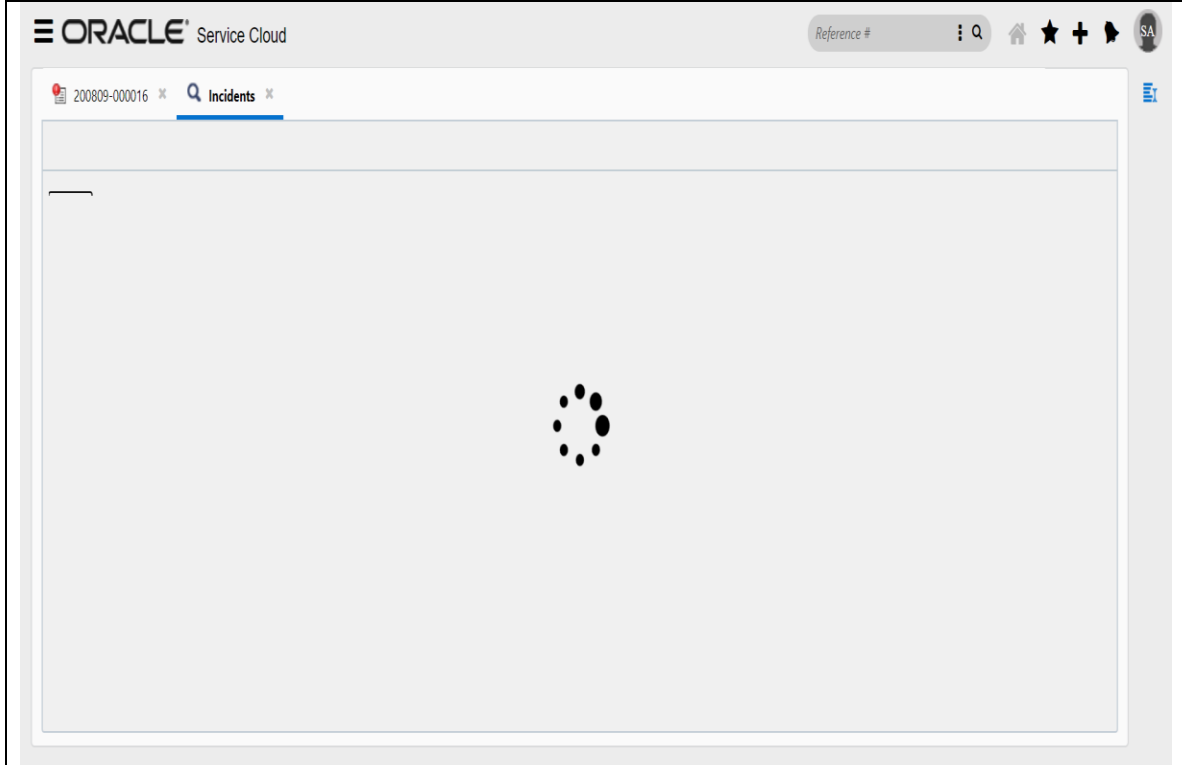 ORACLE Service Cloud
Reference #
SA
200809-000016
Incidents